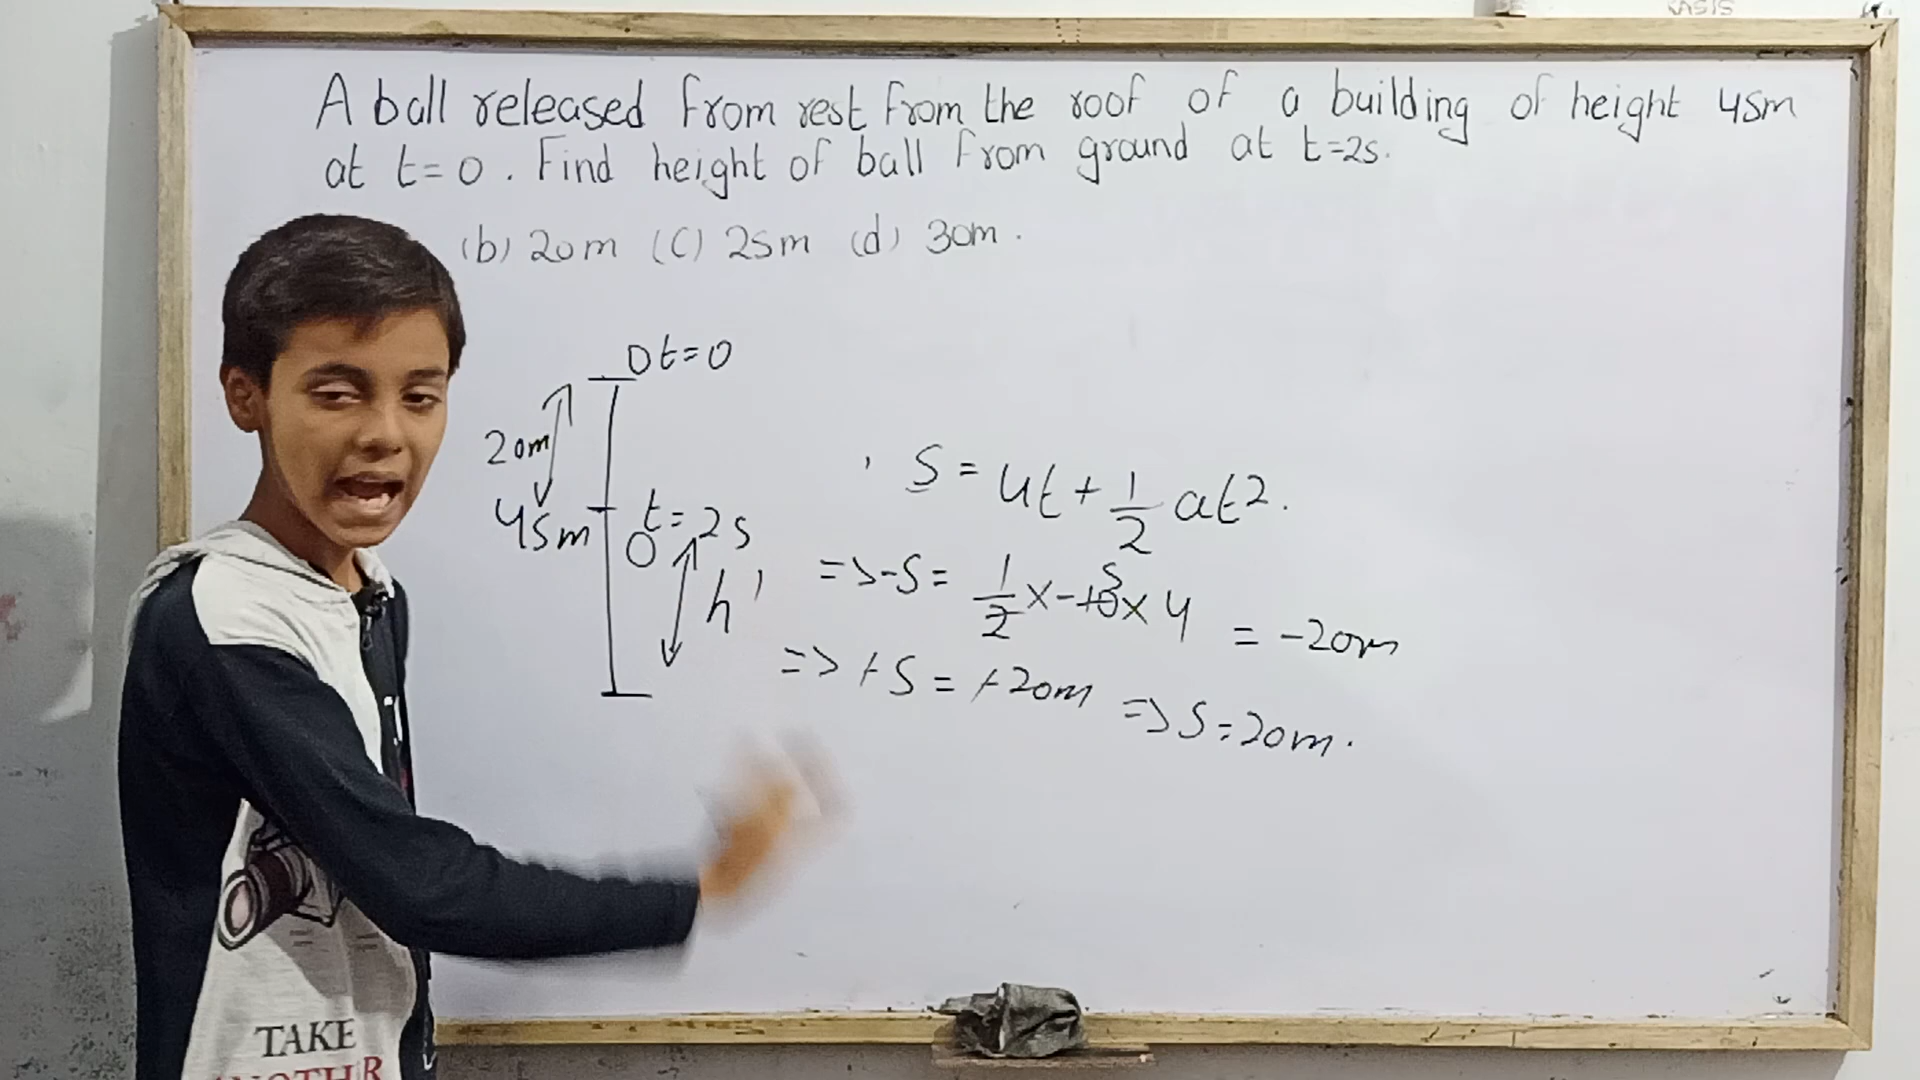 A ball released from rest from the roof of a building of height 45m
at t=0. Find height of ball from ground at t=2s.
(b) 20m (C) 25m (d) 30m.
t=0
20m
45m
t=2s
h'
S = ut + 1/2 at².
=> -S = 1/2 x -10 x 4 = -20m
5
=> +S = +20m => S = 20m.
TAKE